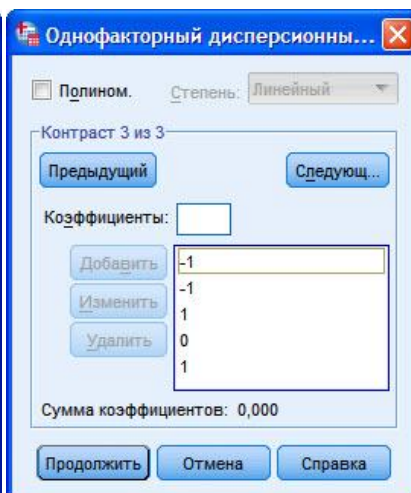 Однофакторный дисперсионны...
Полином. Степень: Линейный
Контраст 3 из 3
Предыдущий Следующ...
Коэффициенты:
Добавить -1
-1
Изменить
1
Удалить 0
1
Сумма коэффициентов: 0,000
Продолжить Отмена Справка